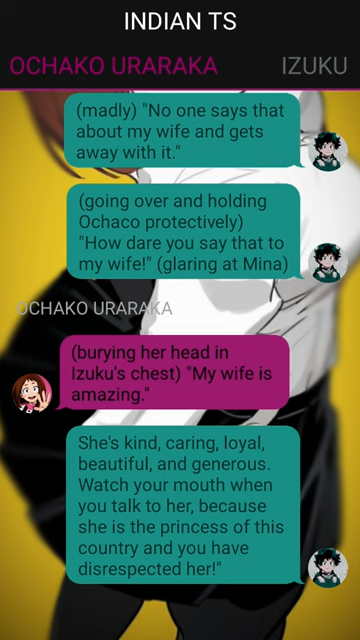 INDIAN TS
OCHAKO URARAKA IZUKU
(madly) "No one says that
about my wife and gets
away with it."
(going over and holding
Ochaco protectively)
"How dare you say that to
my wife!" (glaring at Mina)
OCHAKO URARAKA
(burying her head in
Izuku's chest) "My wife is
amazing."
She's kind, caring, loyal,
beautiful, and generous.
Watch your mouth when
you talk to her, because
she is the princess of this
country and you have
disrespected her!"